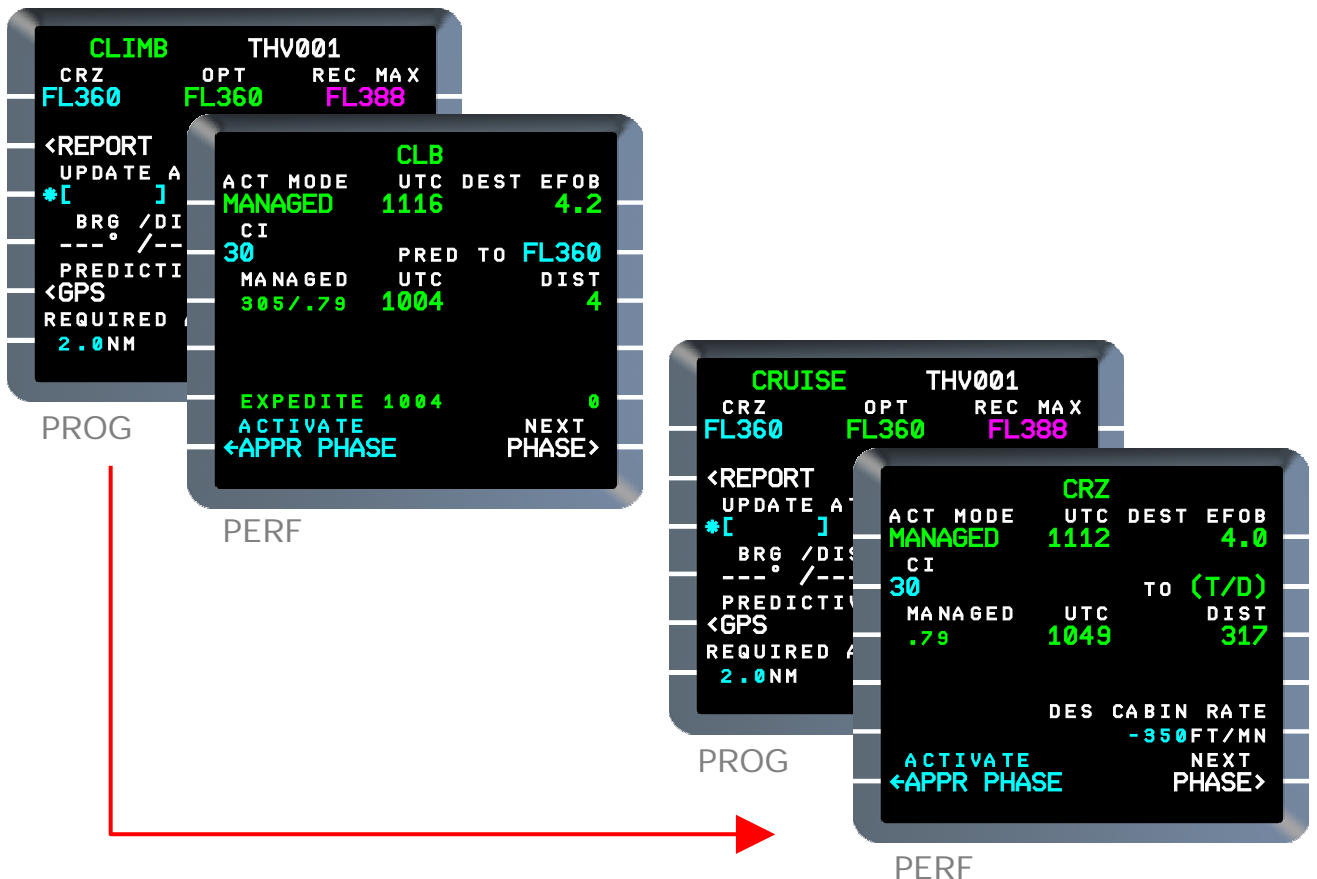 CLIMB THV001
CRZ OPT REC MAX
FL360 FL360 FL388
<REPORT
UPDATE A
*[ ]
BRG /DI
---° /--
PREDICTI
<GPS
REQUIRED
2.0NM
PROG
CLB
ACT MODE UTC DEST EFOB
MANAGED 1116 4.2
CI
30 PRED TO FL360
MANAGED UTC DIST
305/.79 1004 4
EXPEDITE 1004 0
ACTIVATE NEXT
←APPR PHASE PHASE>
PERF
CRUISE THV001
CRZ OPT REC MAX
FL360 FL360 FL388
<REPORT
UPDATE AT
*[ ]
BRG /DIS
---° /---
PREDICTIV
<GPS
REQUIRED A
2.0NM
PROG
CRZ
ACT MODE UTC DEST EFOB
MANAGED 1112 4.0
CI
30 TO (T/D)
MANAGED UTC DIST
.79 1049 317
DES CABIN RATE
-350FT/MN
ACTIVATE NEXT
←APPR PHASE PHASE>
PERF